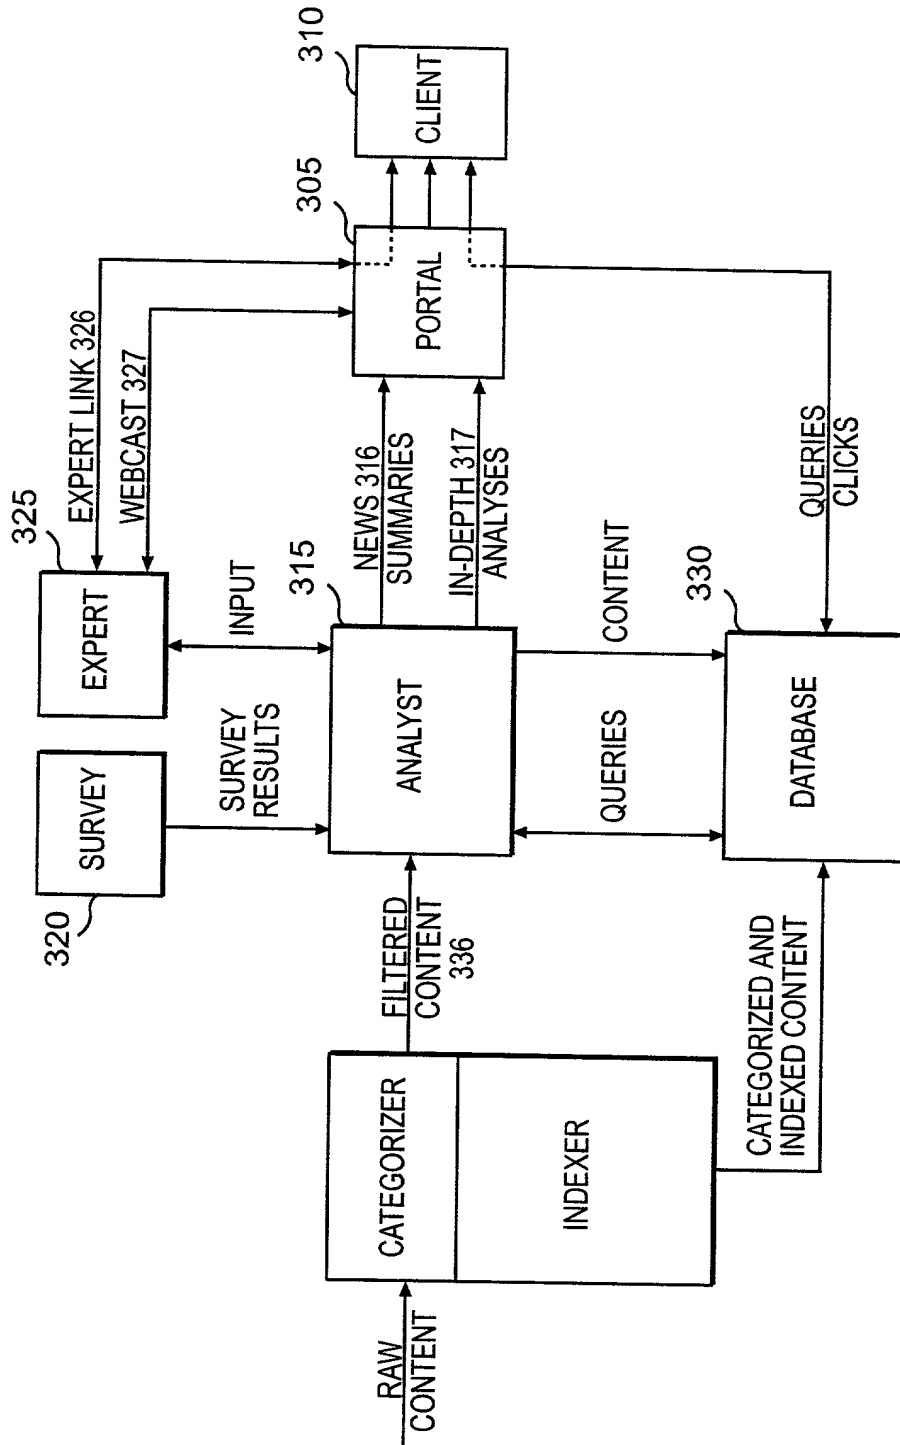 RAW
CONTENT
CATEGORIZER
INDEXER
FILTERED
CONTENT
336
CATEGORIZED AND
INDEXED CONTENT
320
SURVEY
SURVEY
RESULTS
325
EXPERT
INPUT
315
ANALYST
QUERIES
CONTENT
330
DATABASE
EXPERT LINK 326
WEBCAST 327
NEWS 316
SUMMARIES
IN-DEPTH 317
ANALYSES
QUERIES
CLICKS
305
PORTAL
310
CLIENT